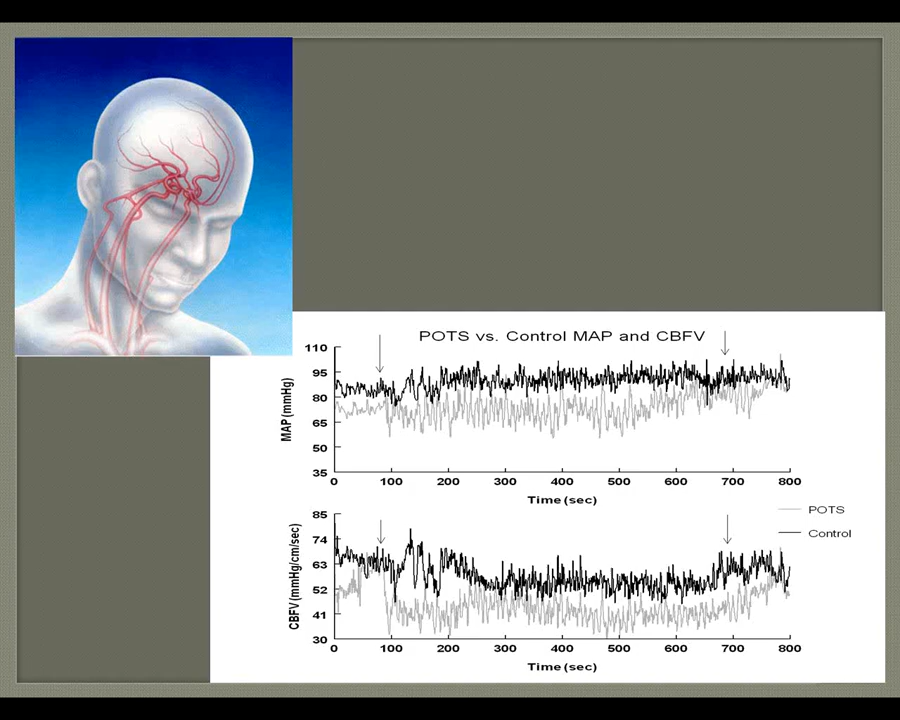 POTS vs. Control MAP and CBFV
110
95
80
65
50
35
MAP (mmHg)
0 100 200 300 400 500 600 700 800
Time (sec)
85
74
63
52
41
30
CBFV (mmHg/cm/sec)
0 100 200 300 400 500 600 700 800
Time (sec)
POTS
Control